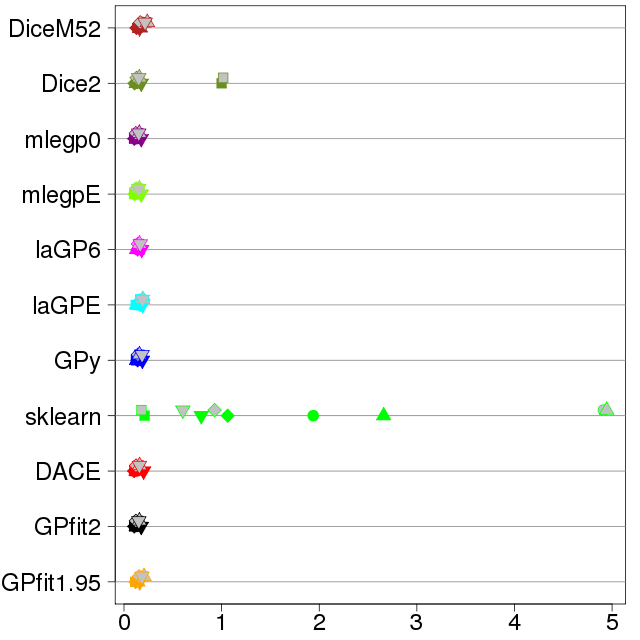 DiceM52
Dice2
mlegp0
mlegpE
laGP6
laGPE
GPy
sklearn
DACE
GPfit2
GPfit1.95
0 1 2 3 4 5